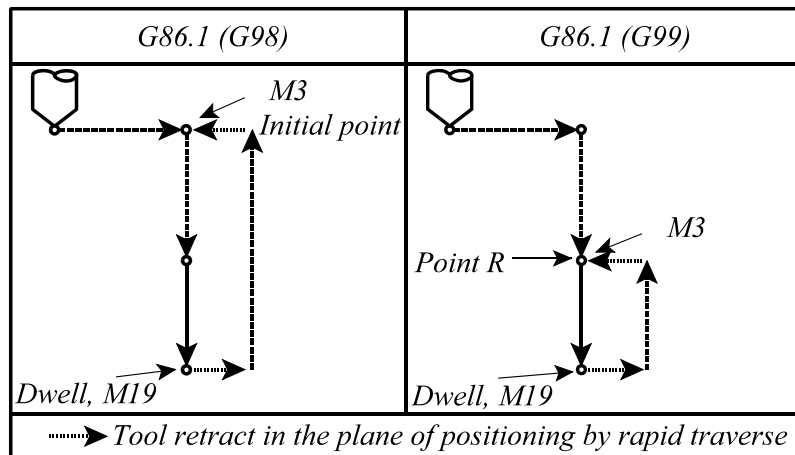 G86.1 (G98)
G86.1 (G99)
M3
Initial point
Dwell, M19
M3
Point R
Dwell, M19
Tool retract in the plane of positioning by rapid traverse